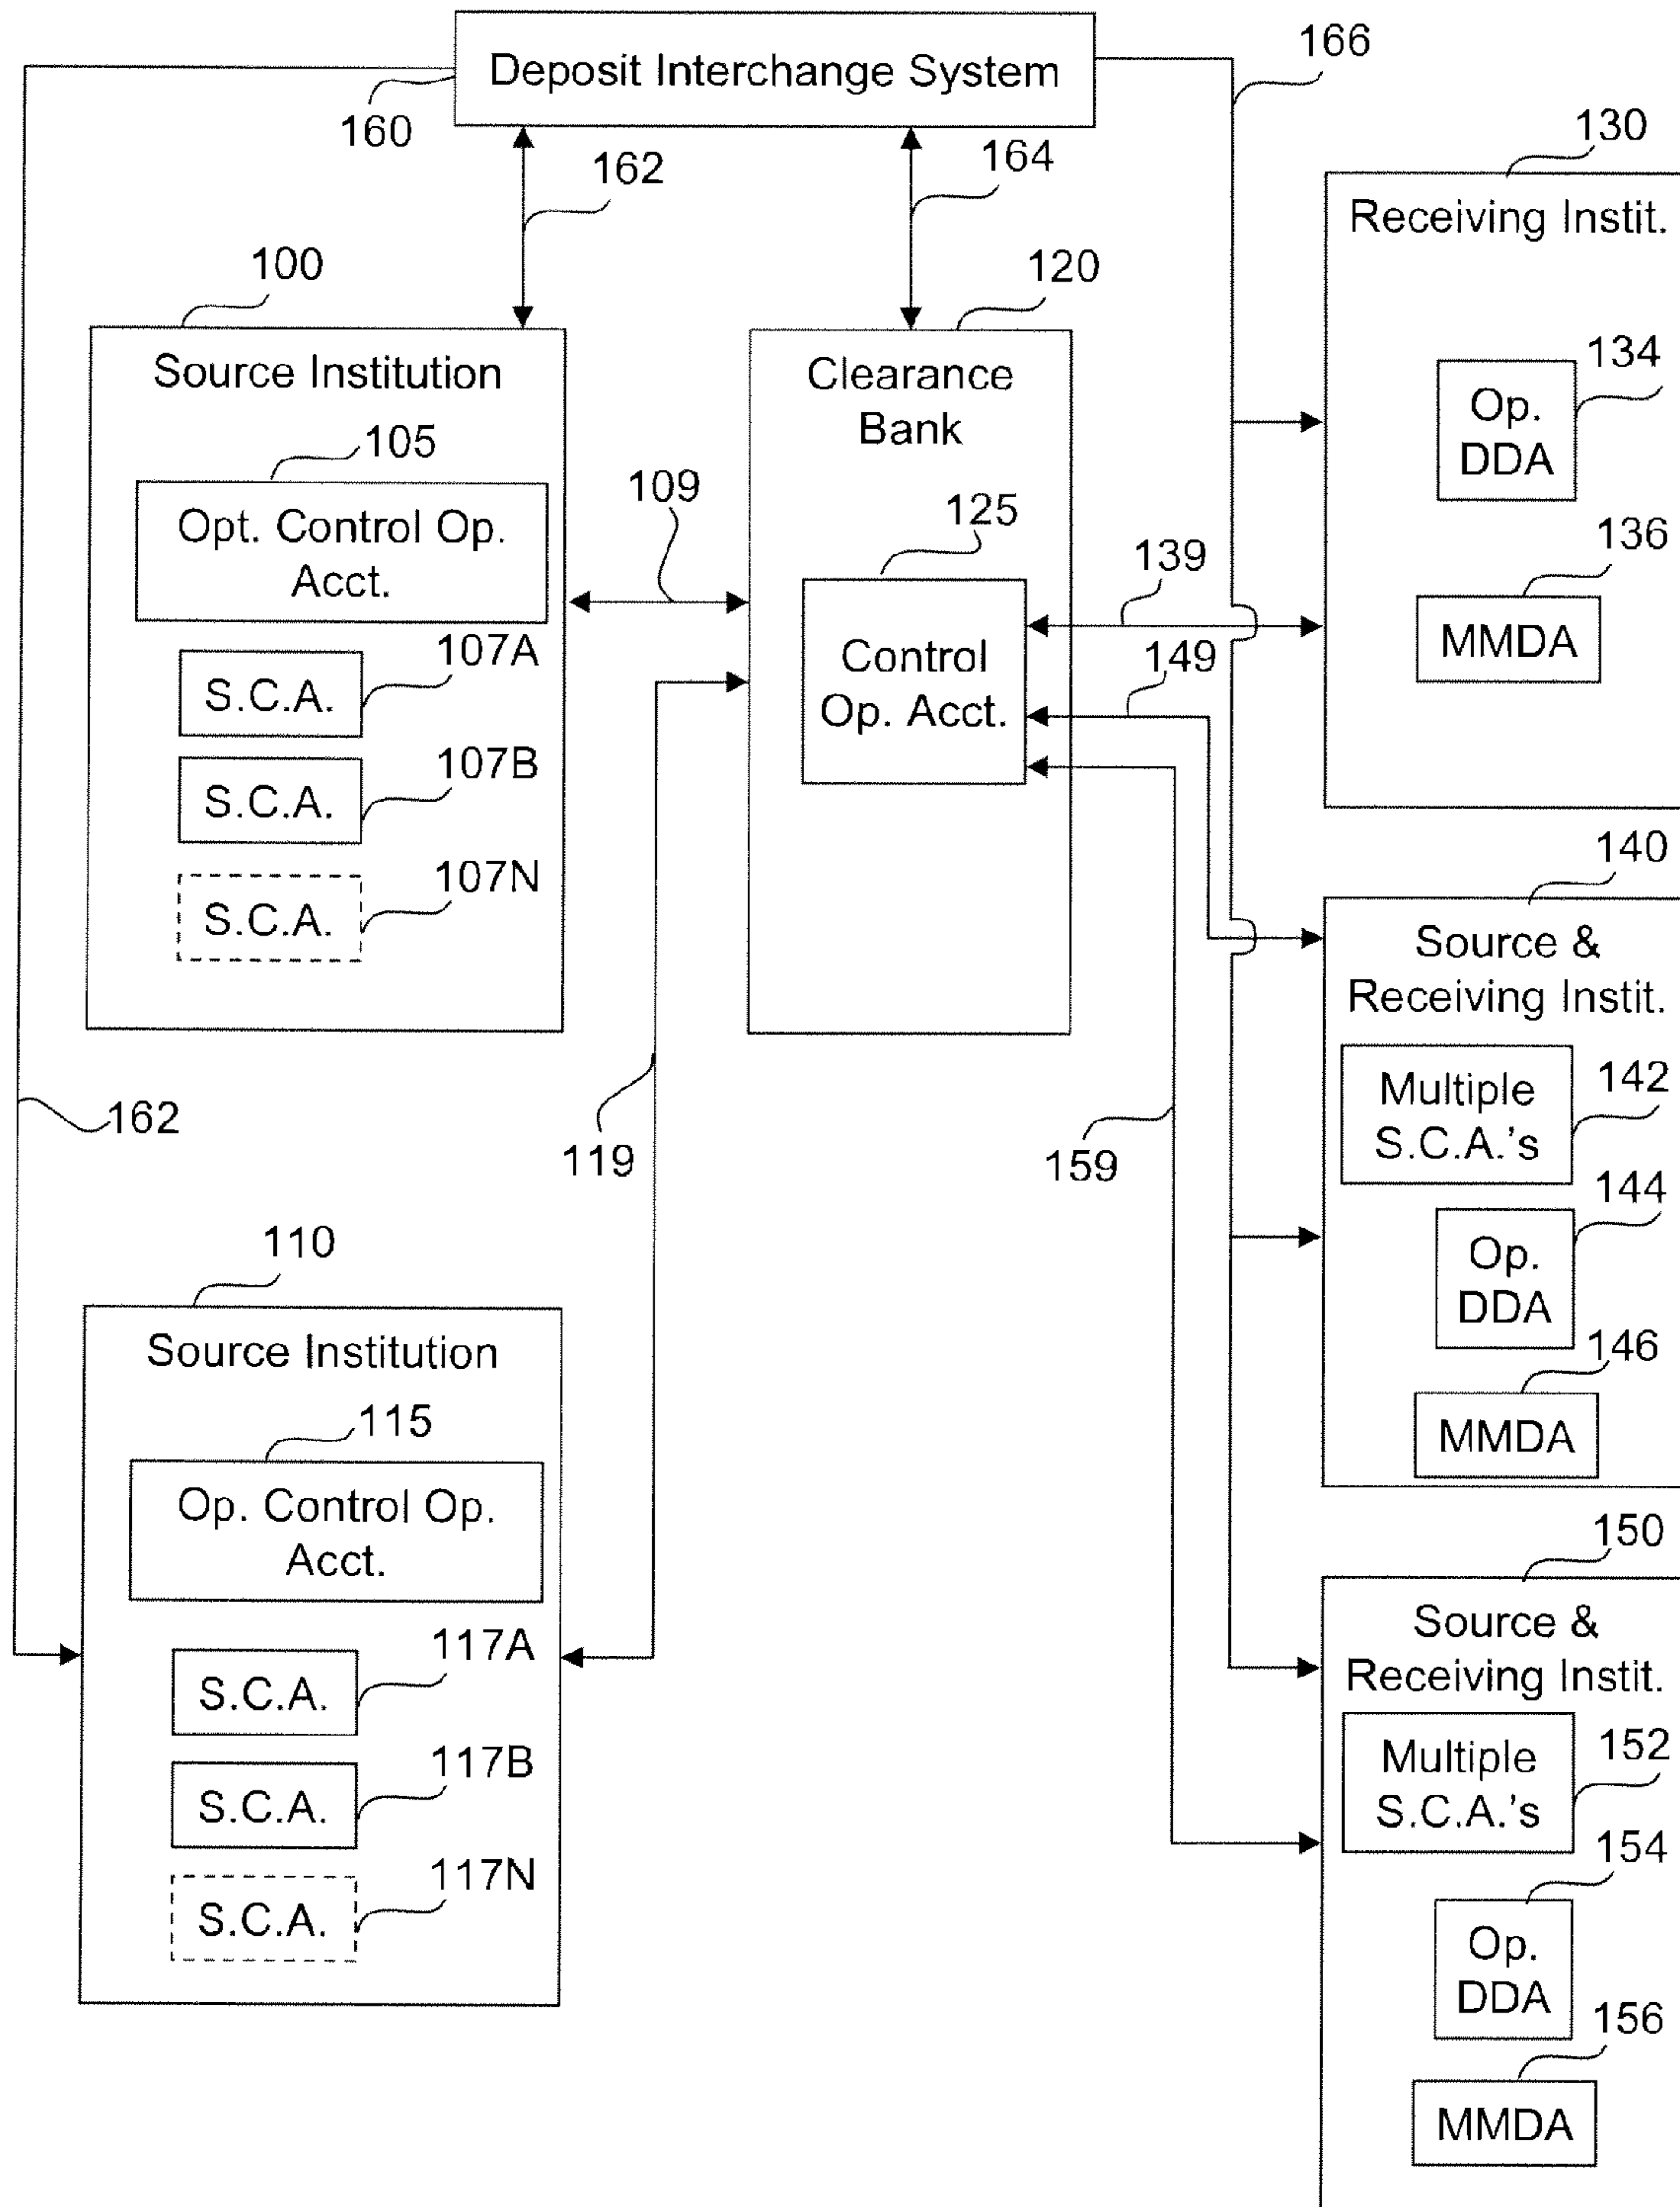 Deposit Interchange System
160
162
164
166
130
Receiving Instit.
134
Op.
DDA
136
MMDA
100
Source Institution
105
Opt. Control Op.
Acct.
107A
S.C.A.
107B
S.C.A.
107N
S.C.A.
109
120
Clearance
Bank
125
Control
Op. Acct.
139
149
140
Source &
Receiving Instit.
142
Multiple
S.C.A.'s
144
Op.
DDA
146
MMDA
162
119
159
110
Source Institution
115
Op. Control Op.
Acct.
117A
S.C.A.
117B
S.C.A.
117N
S.C.A.
150
Source &
Receiving Instit.
152
Multiple
S.C.A.'s
154
Op.
DDA
156
MMDA